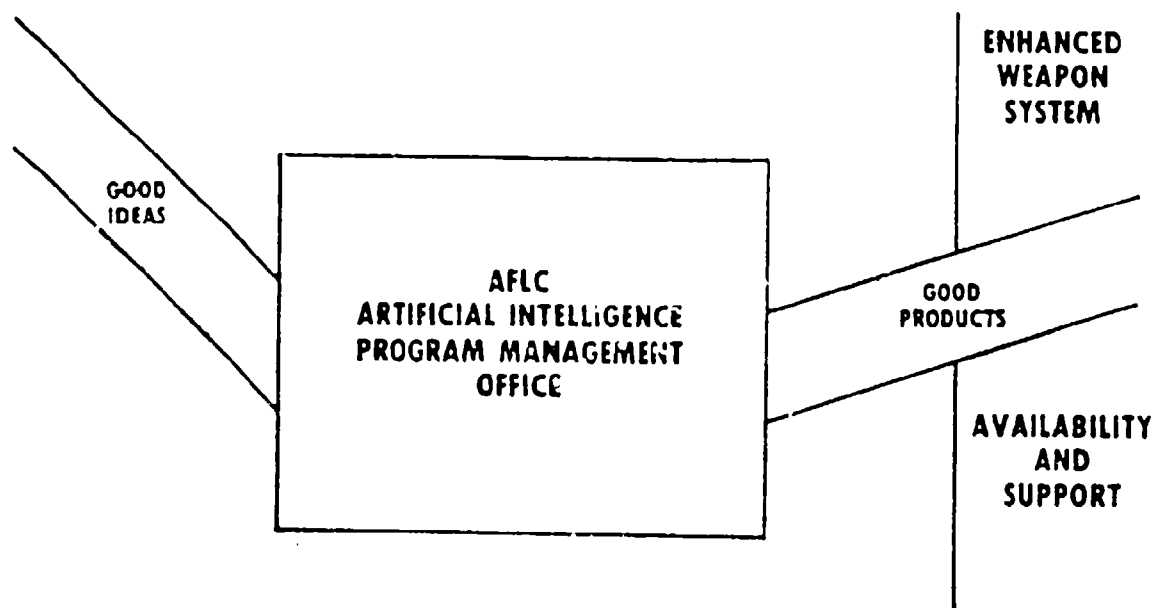 GOOD
IDEAS
AFLC
ARTIFICIAL INTELLIGENCE
PROGRAM MANAGEMENT
OFFICE
GOOD
PRODUCTS
ENHANCED
WEAPON
SYSTEM
AVAILABILITY
AND
SUPPORT